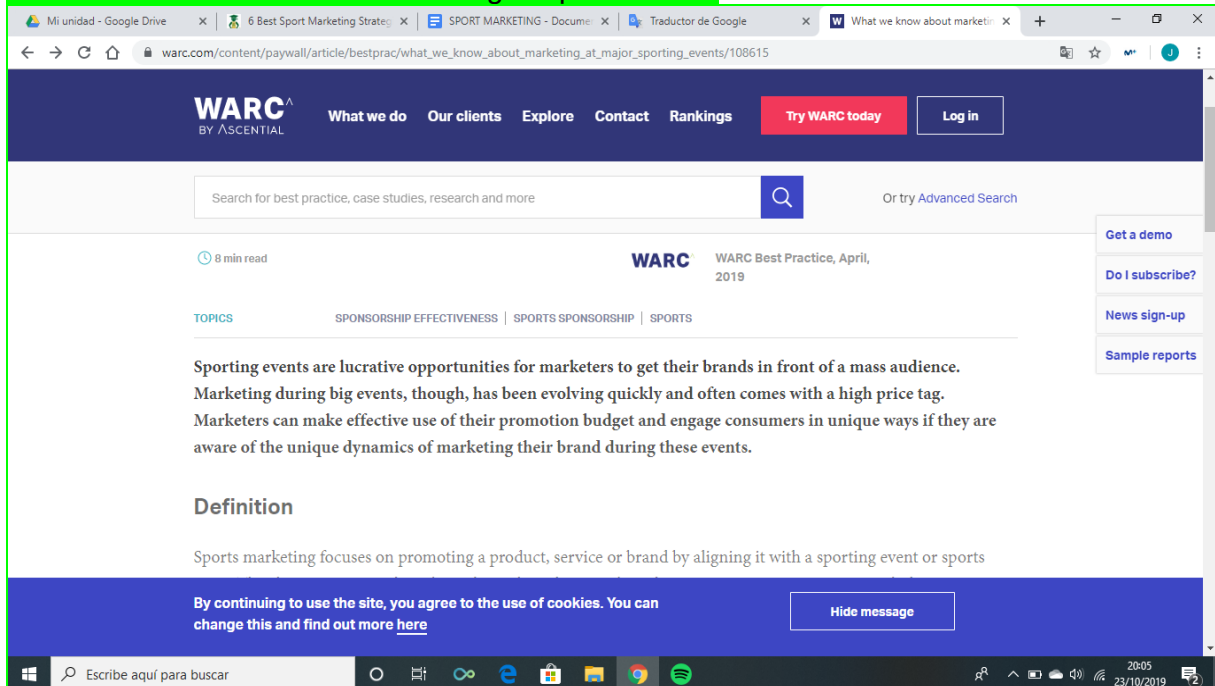 Mi unidad - Google Drive
6 Best Sport Marketing Strateg
SPORT MARKETING - Documen
Traductor de Google
What we know about marketin
warc.com/content/paywall/article/bestprac/what_we_know_about_marketing_at_major_sporting_events/108615
WARC
BY ASCENTIAL
What we do Our clients Explore Contact Rankings Try WARC today Log in
Search for best practice, case studies, research and more
Or try Advanced Search
Get a demo
Do I subscribe?
News sign-up
Sample reports
8 min read
WARC
WARC Best Practice, April,
2019
TOPICS SPONSORSHIP EFFECTIVENESS | SPORTS SPONSORSHIP | SPORTS
Sporting events are lucrative opportunities for marketers to get their brands in front of a mass audience.
Marketing during big events, though, has been evolving quickly and often comes with a high price tag.
Marketers can make effective use of their promotion budget and engage consumers in unique ways if they are
aware of the unique dynamics of marketing their brand during these events.
Definition
Sports marketing focuses on promoting a product, service or brand by aligning it with a sporting event or sports
By continuing to use the site, you agree to the use of cookies. You can
change this and find out more here
Hide message
Escribe aquí para buscar
20:05
23/10/2019